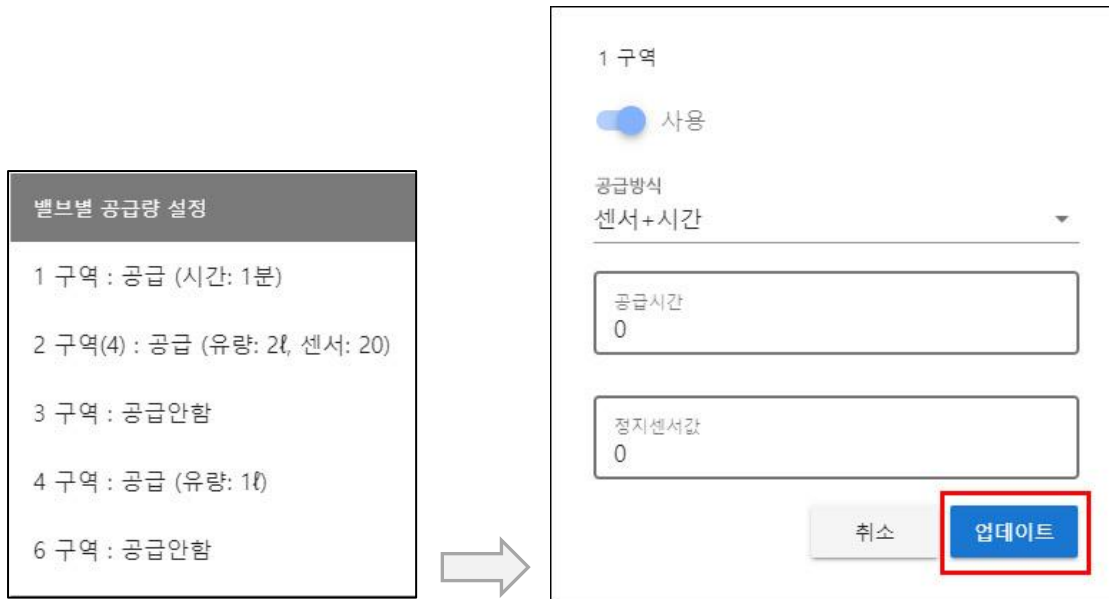 밸브별 공급량 설정
1 구역 : 공급 (시간: 1분)
2 구역(4) : 공급 (유량: 2ℓ, 센서: 20)
3 구역 : 공급안함
4 구역 : 공급 (유량: 1ℓ)
6 구역 : 공급안함
1 구역
사용
공급방식
센서+시간
공급시간
0
정지센서값
0
취소 업데이트